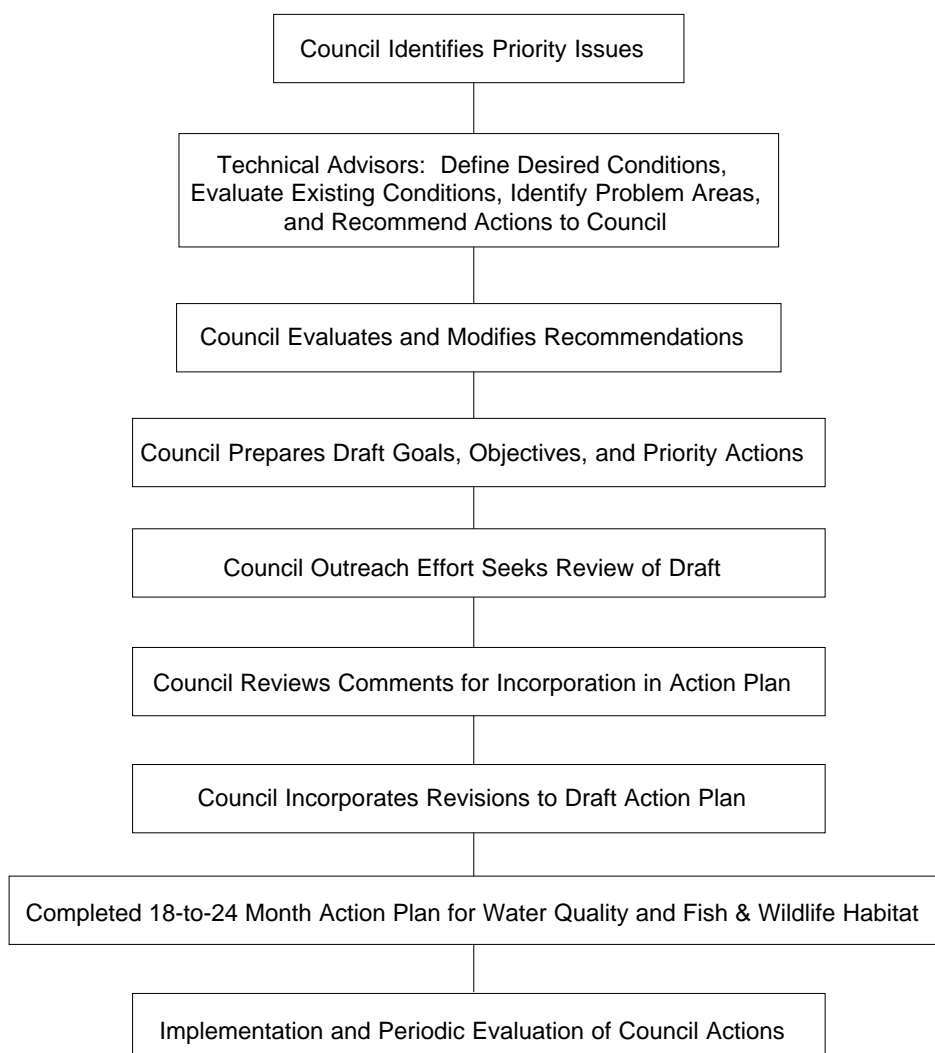 Council Identifies Priority Issues
Technical Advisors: Define Desired Conditions,
Evaluate Existing Conditions, Identify Problem Areas,
and Recommend Actions to Council
Council Evaluates and Modifies Recommendations
Council Prepares Draft Goals, Objectives, and Priority Actions
Council Outreach Effort Seeks Review of Draft
Council Reviews Comments for Incorporation in Action Plan
Council Incorporates Revisions to Draft Action Plan
Completed 18-to-24 Month Action Plan for Water Quality and Fish & Wildlife Habitat
Implementation and Periodic Evaluation of Council Actions